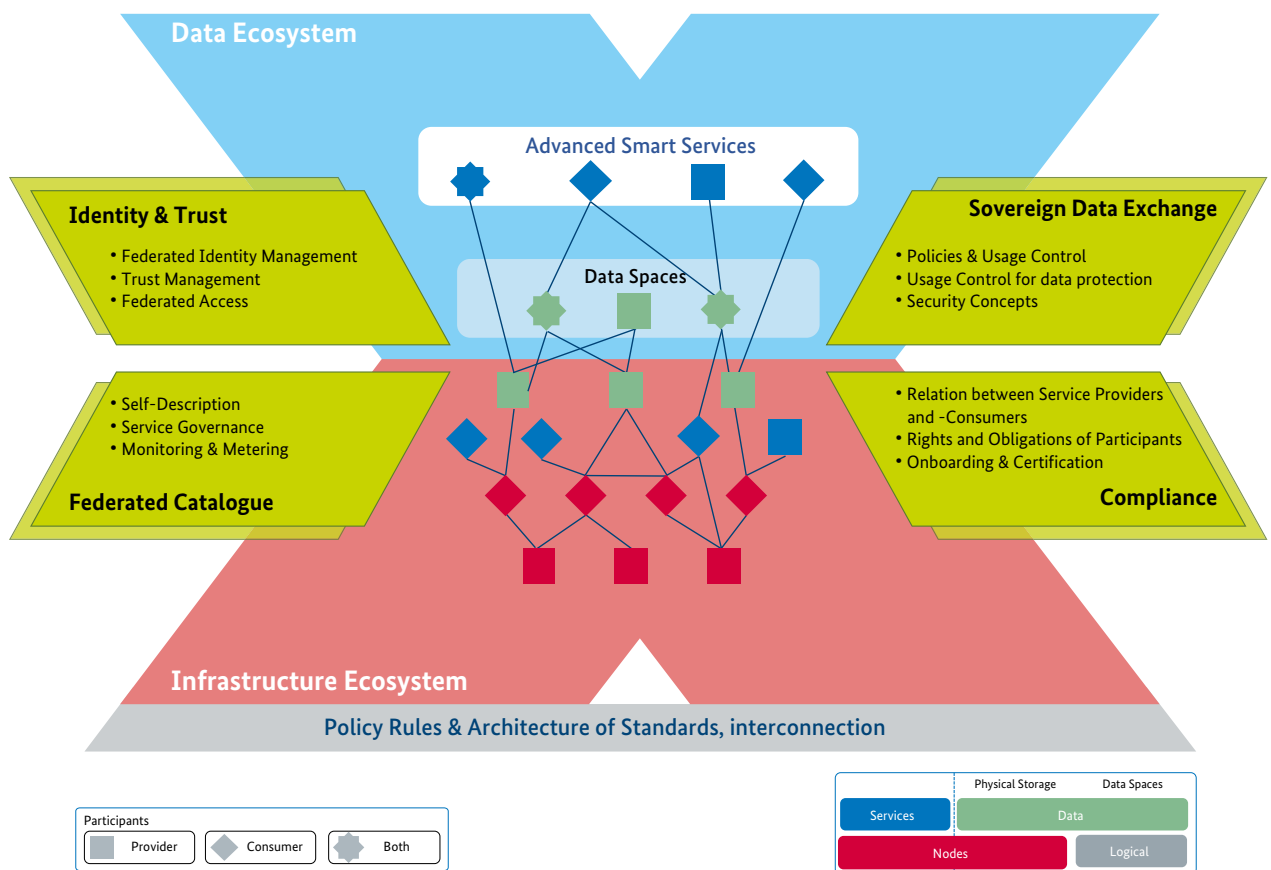 Data Ecosystem
Advanced Smart Services
Identity & Trust
• Federated Identity Management
• Trust Management
• Federated Access
Sovereign Data Exchange
• Policies & Usage Control
• Usage Control for data protection
• Security Concepts
Data Spaces
• Self-Description
• Service Governance
• Monitoring & Metering
Federated Catalogue
• Relation between Service Providers
and -Consumers
• Rights and Obligations of Participants
• Onboarding & Certification
Compliance
Infrastructure Ecosystem
Policy Rules & Architecture of Standards, interconnection
Participants
Provider
Consumer
Both
Physical Storage
Data Spaces
Services
Data
Nodes
Logical